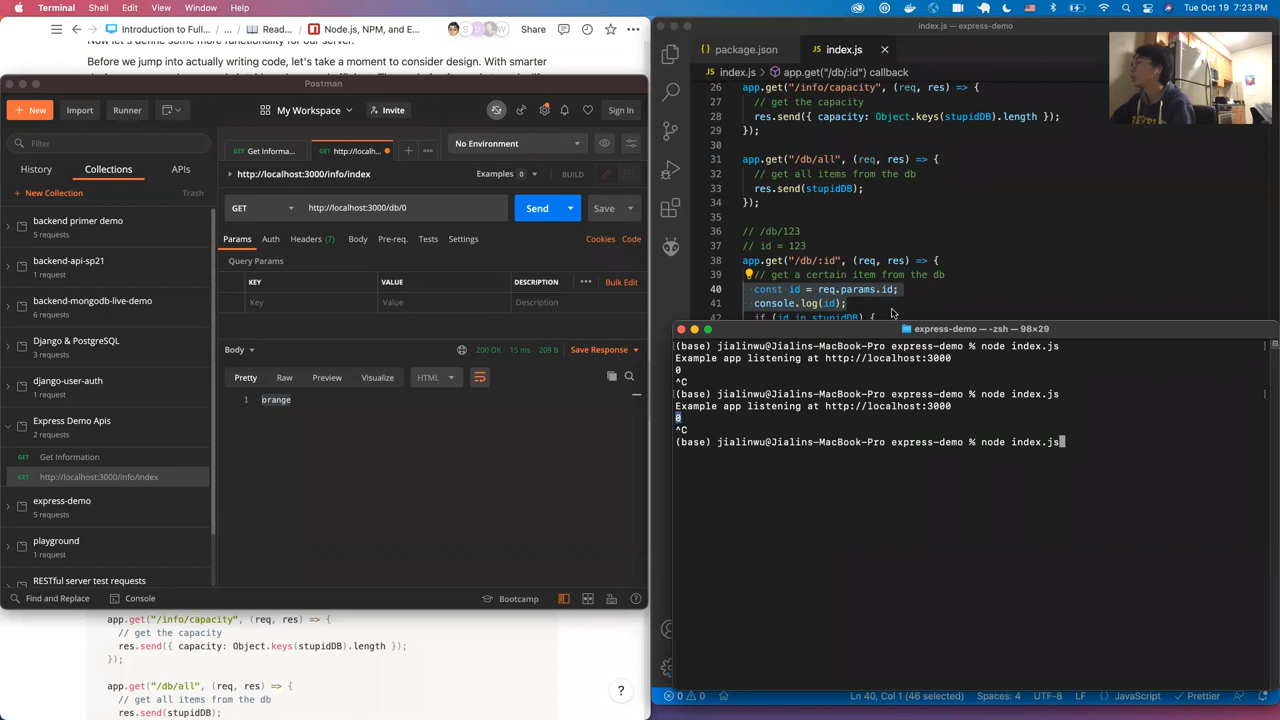 Terminal Shell Edit View Window Help
Tue Oct 19 7:23 PM
Introduction to Full... ... Read... Node.js, NPM, and E... Share
Now let's define some more functionality for our server.
Before we jump into actually writing code, let's take a moment to consider design. With smarter
Postman
New Import Runner My Workspace Invite Sign In
Filter
History Collections APIs
+ New Collection Trash
backend primer demo
5 requests
backend-api-sp21
1 request
backend-mongodb-live-demo
6 requests
Django & PostgreSQL
3 requests
django-user-auth
1 request
Express Demo Apis
2 requests
GET Get Information
GET http://localhost:3000/info/index
express-demo
5 requests
playground
1 request
RESTful server test requests
GET Get Informa... GET http://localh... No Environment
http://localhost:3000/info/index Examples 0 BUILD
GET http://localhost:3000/db/0 Send Save
Params Auth Headers (7) Body Pre-req. Tests Settings Cookies Code
Query Params
KEY VALUE DESCRIPTION Bulk Edit
Key Value Description
Body 200 OK 15 ms 209 B Save Response
Pretty Raw Preview Visualize HTML
1 orange
Find and Replace Console Bootcamp
app.get("/info/capacity", (req, res) => {
// get the capacity
res.send({ capacity: Object.keys(stupidDB).length });
});
app.get("/db/all", (req, res) => {
// get all items from the db
res.send(stupidDB);
?
index.js — express-demo
package.json index.js
index.js > app.get("/db/:id") callback
26 app.get("/info/capacity", (req, res) => {
27 // get the capacity
28 res.send({ capacity: Object.keys(stupidDB).length });
29 });
30
31 app.get("/db/all", (req, res) => {
32 // get all items from the db
33 res.send(stupidDB);
34 });
35
36 // /db/123
37 // id = 123
38 app.get("/db/:id", (req, res) => {
39 // get a certain item from the db
40 const id = req.params.id;
41 console.log(id);
42 if (id in stupidDB) {
express-demo — -zsh — 98×29
(base) jialinwu@Jialins-MacBook-Pro express-demo % node index.js
Example app listening at http://localhost:3000
0
^C
(base) jialinwu@Jialins-MacBook-Pro express-demo % node index.js
Example app listening at http://localhost:3000
0
^C
(base) jialinwu@Jialins-MacBook-Pro express-demo % node index.js
0 0 Ln 40, Col 1 (46 selected) Spaces: 4 UTF-8 LF JavaScript Prettier